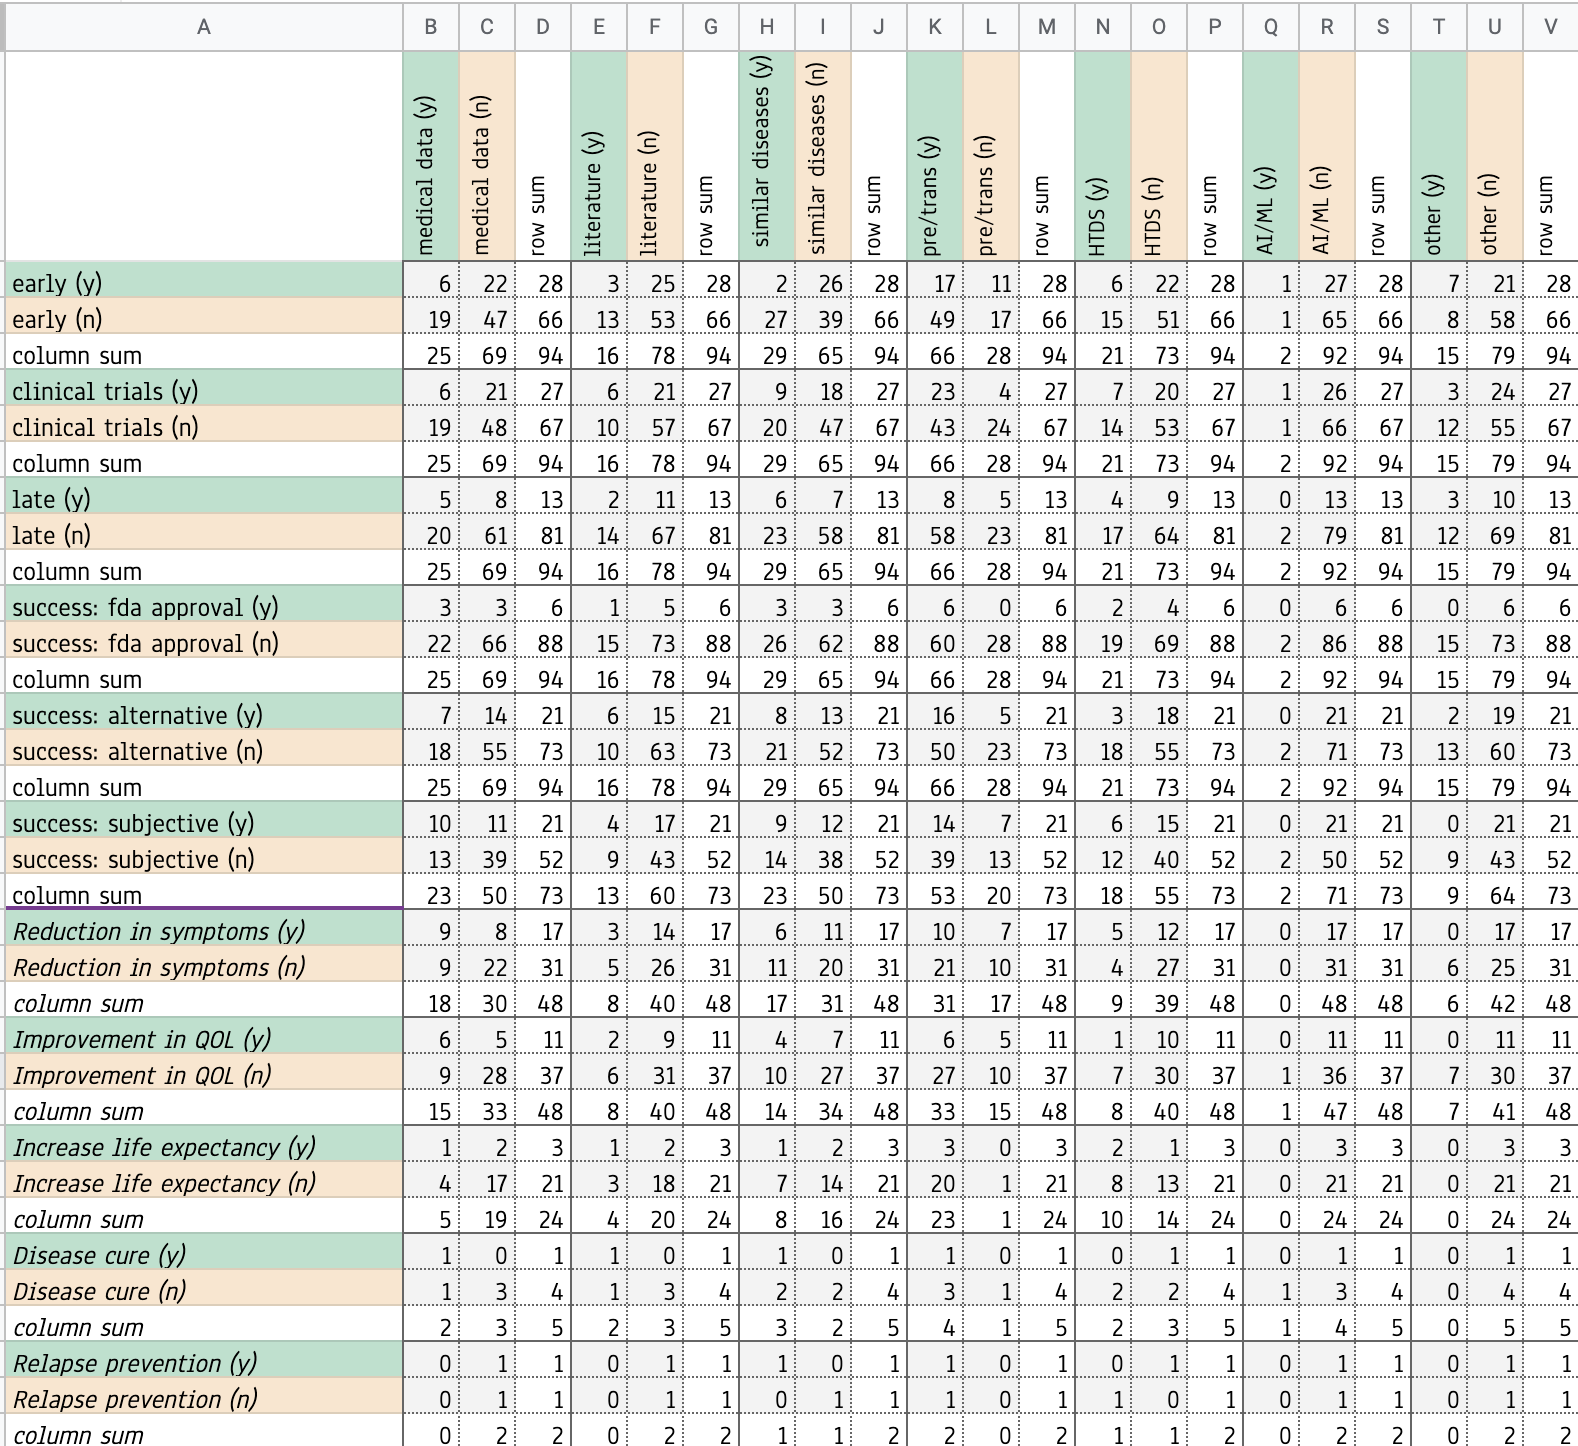 A B C D E F G H I J K L M N O P Q R S T U V
medical data (y) medical data (n) row sum literature (y) literature (n) row sum similar diseases (y) similar diseases (n) row sum pre/trans (y) pre/trans (n) row sum HTDS (y) HTDS (n) row sum AI/ML (y) AI/ML (n) row sum other (y) other (n) row sum
early (y) 6 22 28 3 25 28 2 26 28 17 11 28 6 22 28 1 27 28 7 21 28
early (n) 19 47 66 13 53 66 27 39 66 49 17 66 15 51 66 1 65 66 8 58 66
column sum 25 69 94 16 78 94 29 65 94 66 28 94 21 73 94 2 92 94 15 79 94
clinical trials (y) 6 21 27 6 21 27 9 18 27 23 4 27 7 20 27 1 26 27 3 24 27
clinical trials (n) 19 48 67 10 57 67 20 47 67 43 24 67 14 53 67 1 66 67 12 55 67
column sum 25 69 94 16 78 94 29 65 94 66 28 94 21 73 94 2 92 94 15 79 94
late (y) 5 8 13 2 11 13 6 7 13 8 5 13 4 9 13 0 13 13 3 10 13
late (n) 20 61 81 14 67 81 23 58 81 58 23 81 17 64 81 2 79 81 12 69 81
column sum 25 69 94 16 78 94 29 65 94 66 28 94 21 73 94 2 92 94 15 79 94
success: fda approval (y) 3 3 6 1 5 6 3 3 6 6 0 6 2 4 6 0 6 6 0 6 6
success: fda approval (n) 22 66 88 15 73 88 26 62 88 60 28 88 19 69 88 2 86 88 15 73 88
column sum 25 69 94 16 78 94 29 65 94 66 28 94 21 73 94 2 92 94 15 79 94
success: alternative (y) 7 14 21 6 15 21 8 13 21 16 5 21 3 18 21 0 21 21 2 19 21
success: alternative (n) 18 55 73 10 63 73 21 52 73 50 23 73 18 55 73 2 71 73 13 60 73
column sum 25 69 94 16 78 94 29 65 94 66 28 94 21 73 94 2 92 94 15 79 94
success: subjective (y) 10 11 21 4 17 21 9 12 21 14 7 21 6 15 21 0 21 21 0 21 21
success: subjective (n) 13 39 52 9 43 52 14 38 52 39 13 52 12 40 52 2 50 52 9 43 52
column sum 23 50 73 13 60 73 23 50 73 53 20 73 18 55 73 2 71 73 9 64 73
Reduction in symptoms (y) 9 8 17 3 14 17 6 11 17 10 7 17 5 12 17 0 17 17 0 17 17
Reduction in symptoms (n) 9 22 31 5 26 31 11 20 31 21 10 31 4 27 31 0 31 31 6 25 31
column sum 18 30 48 8 40 48 17 31 48 31 17 48 9 39 48 0 48 48 6 42 48
Improvement in QOL (y) 6 5 11 2 9 11 4 7 11 6 5 11 1 10 11 0 11 11 0 11 11
Improvement in QOL (n) 9 28 37 6 31 37 10 27 37 27 10 37 7 30 37 1 36 37 7 30 37
column sum 15 33 48 8 40 48 14 34 48 33 15 48 8 40 48 1 47 48 7 41 48
Increase life expectancy (y) 1 2 3 1 2 3 1 2 3 3 0 3 2 1 3 0 3 3 0 3 3
Increase life expectancy (n) 4 17 21 3 18 21 7 14 21 20 1 21 8 13 21 0 21 21 0 21 21
column sum 5 19 24 4 20 24 8 16 24 23 1 24 10 14 24 0 24 24 0 24 24
Disease cure (y) 1 0 1 1 0 1 1 0 1 1 0 1 0 1 1 0 1 1 0 1 1
Disease cure (n) 1 3 4 1 3 4 2 2 4 3 1 4 2 2 4 1 3 4 0 4 4
column sum 2 3 5 2 3 5 3 2 5 4 1 5 2 3 5 1 4 5 0 5 5
Relapse prevention (y) 0 1 1 0 1 1 1 0 1 1 0 1 0 1 1 0 1 1 0 1 1
Relapse prevention (n) 0 1 1 0 1 1 0 1 1 1 0 1 1 0 1 0 1 1 0 1 1
column sum 0 2 2 0 2 2 1 1 2 2 0 2 1 1 2 0 2 2 0 2 2